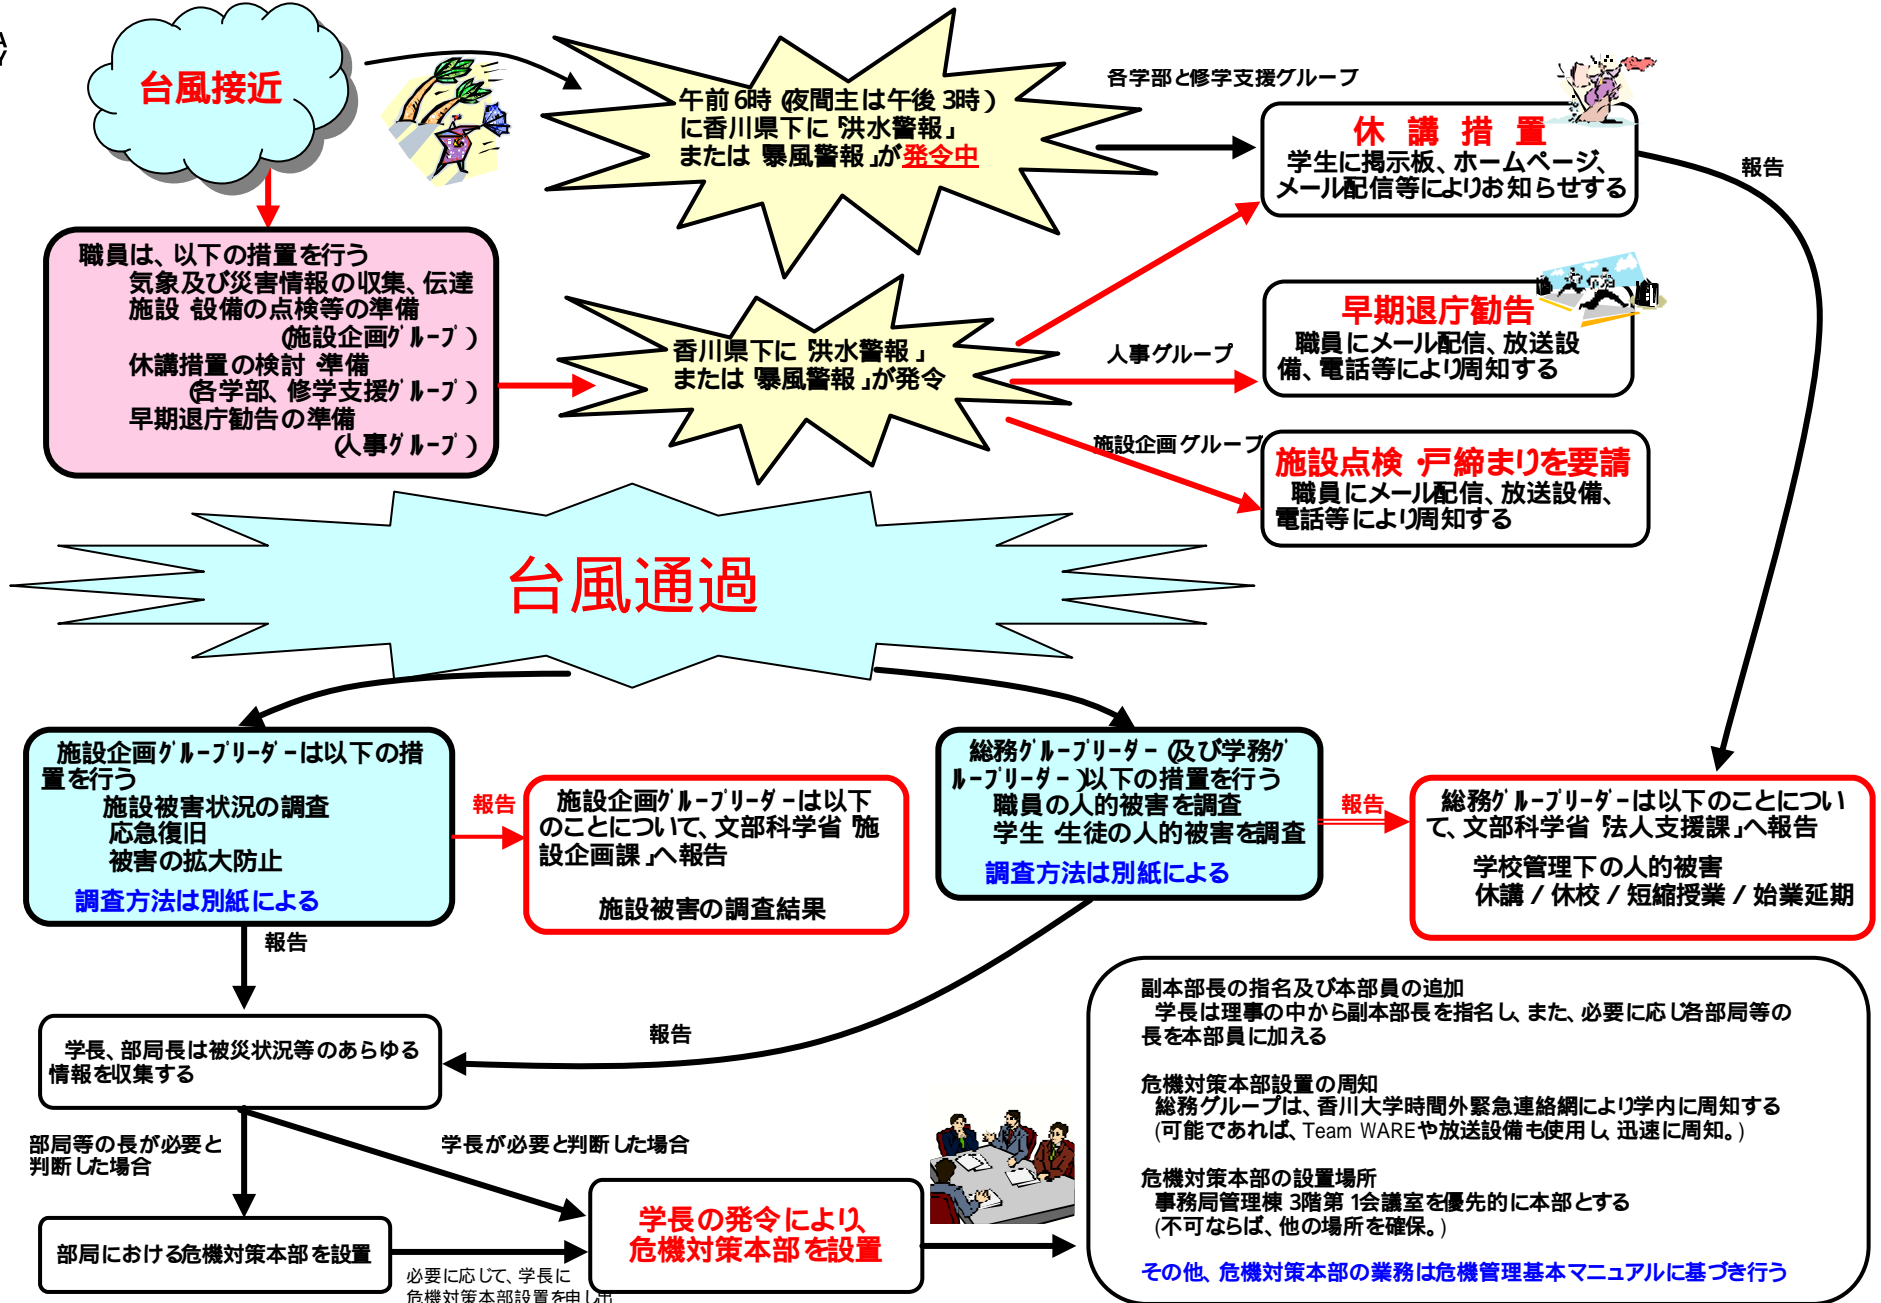 A
Y
台風接近
午前6時(夜間主は午後3時)
に香川県下に「洪水警報」
または「暴風警報」が発令中
各学部と修学支援グループ
休 講 措 置
学生に掲示板、ホームページ、
メール配信等によりお知らせする
報告
職員は、以下の措置を行う
気象及び災害情報の収集、伝達
施設・設備の点検等の準備
(施設企画グループ)
休講措置の検討・準備
(各学部、修学支援グループ)
早期退庁勧告の準備
(人事グループ)
香川県下に「洪水警報」
または「暴風警報」が発令
人事グループ
早期退庁勧告
職員にメール配信、放送設
備、電話等により周知する
施設企画グループ
施設点検・戸締まりを要請
職員にメール配信、放送設備、
電話等により周知する
台風通過
施設企画グループリーダーは以下の措
置を行う
施設被害状況の調査
応急復旧
被害の拡大防止
調査方法は別紙による
報告
施設企画グループリーダーは以下
のことについて、文部科学省「施
設企画課」へ報告
施設被害の調査結果
総務グループリーダー(及び学務グ
ループリーダー)以下の措置を行う
職員の人的被害を調査
学生・生徒の人的被害を調査
調査方法は別紙による
報告
総務グループリーダーは以下のことについ
て、文部科学省「法人支援課」へ報告
学校管理下の人的被害
休講/休校/短縮授業/始業延期
報告
学長、部局長は被災状況等のあらゆる
情報を収集する
報告
部局等の長が必要と
判断した場合
学長が必要と判断した場合
部局における危機対策本部を設置
必要に応じて、学長に
危機対策本部設置を申し出
学長の発令により、
危機対策本部を設置
副本部長の指名及び本部員の追加
学長は理事の中から副本部長を指名し、また、必要に応じ各部局等の
長を本部員に加える
危機対策本部設置の周知
総務グループは、香川大学時間外緊急連絡網により学内に周知する
(可能であれば、Team WAREや放送設備も使用し、迅速に周知。)
危機対策本部の設置場所
事務局管理棟3階第1会議室を優先的に本部とする
(不可ならば、他の場所を確保。)
その他、危機対策本部の業務は危機管理基本マニュアルに基づき行う